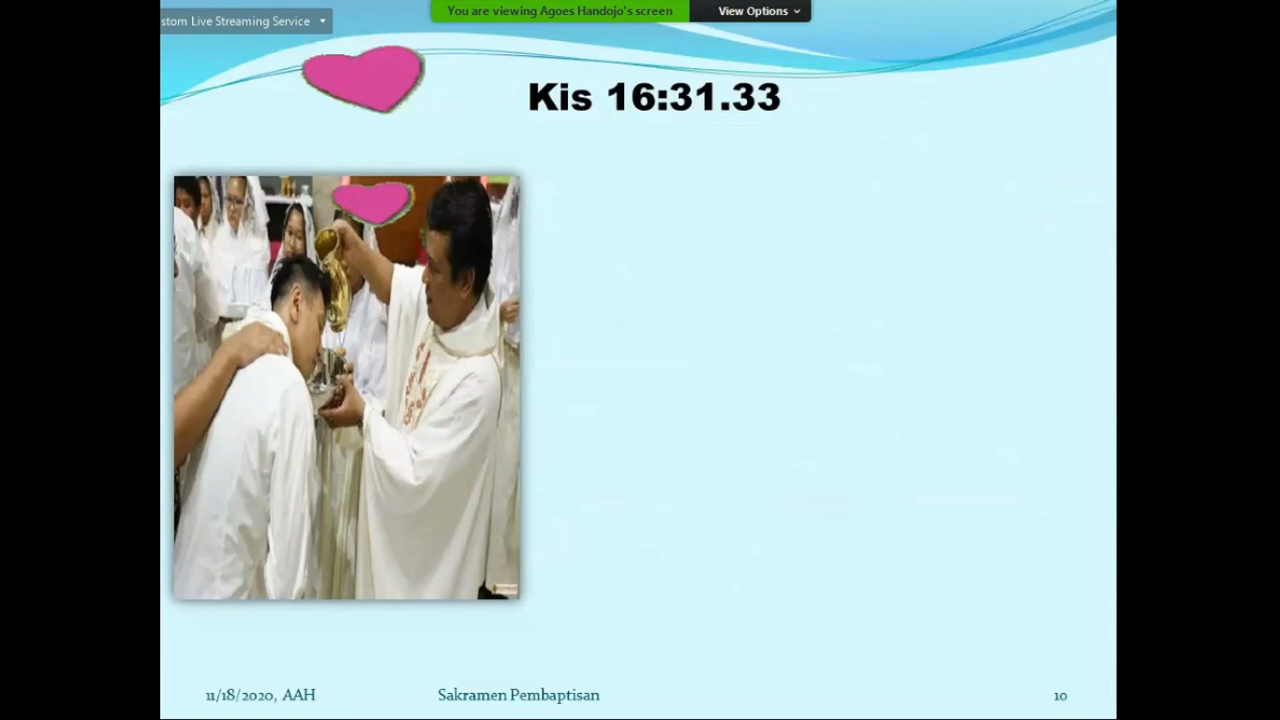 stom Live Streaming Service
You are viewing Agoes Handojo's screen
View Options
Kis 16:31.33
11/18/2020, AAH
Sakramen Pembaptisan
10